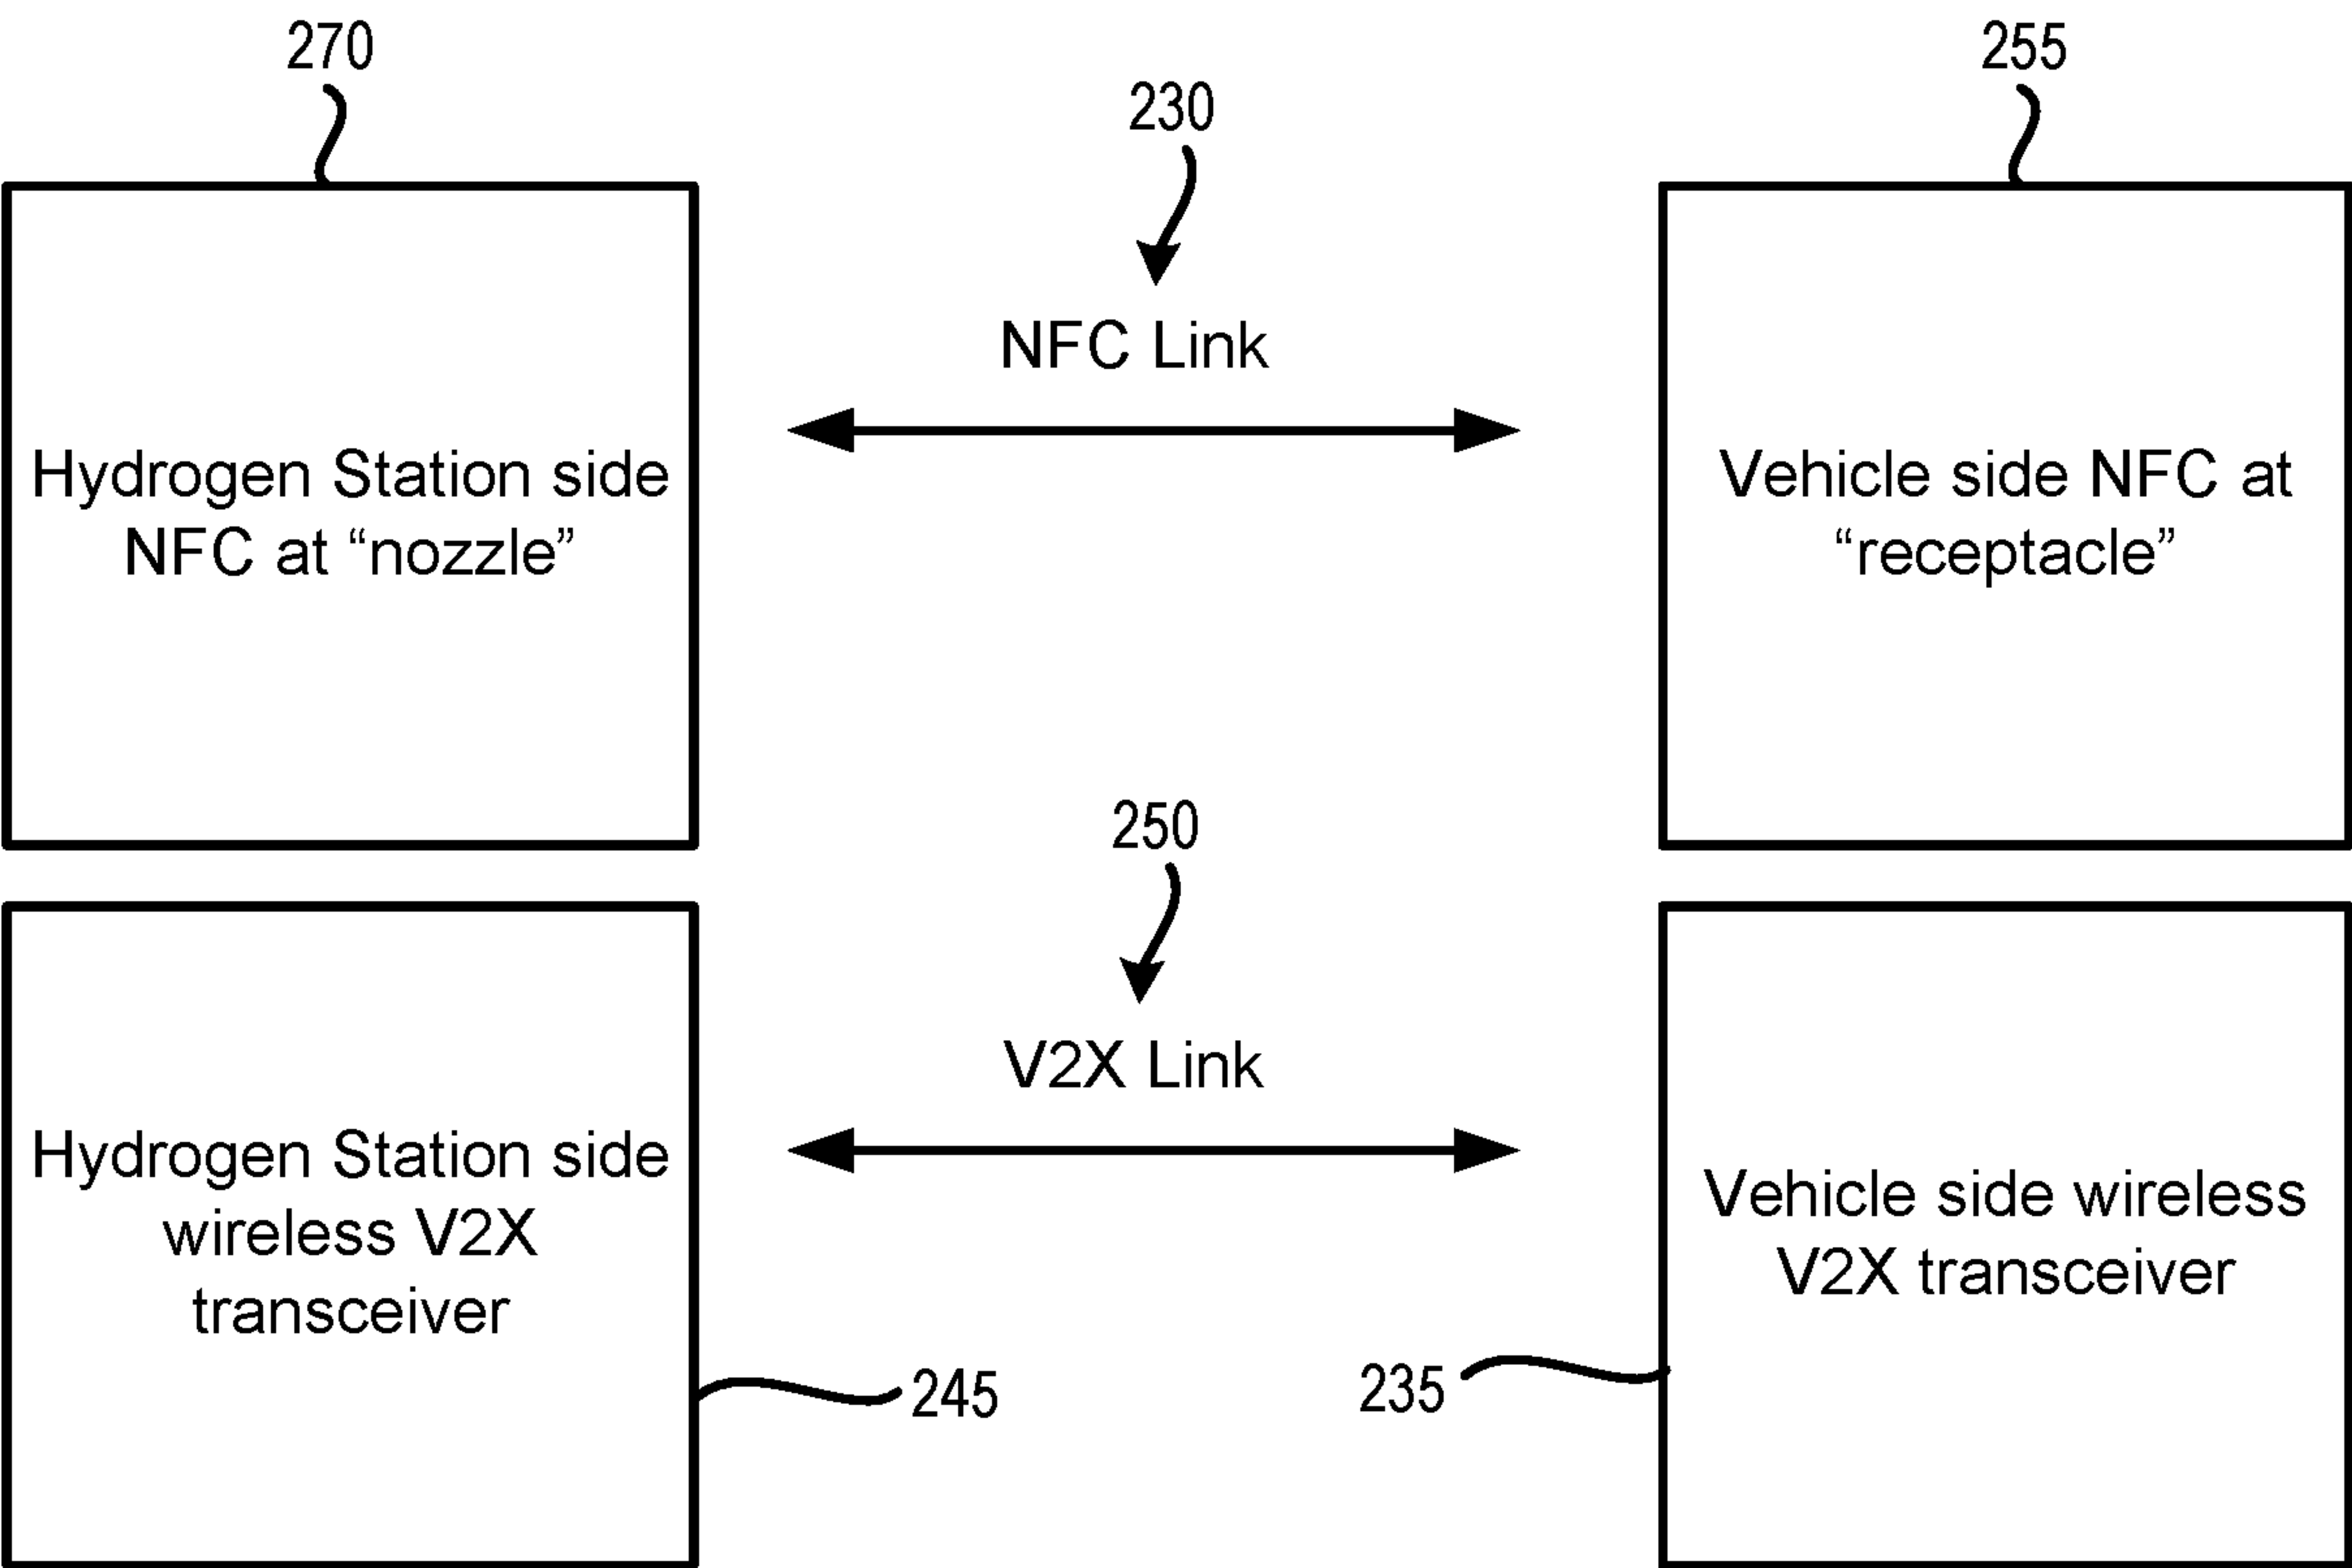 270
255
230
NFC Link
Hydrogen Station side
NFC at “nozzle”
Vehicle side NFC at
“receptacle”
250
V2X Link
Hydrogen Station side
wireless V2X
transceiver
Vehicle side wireless
V2X transceiver
245
235